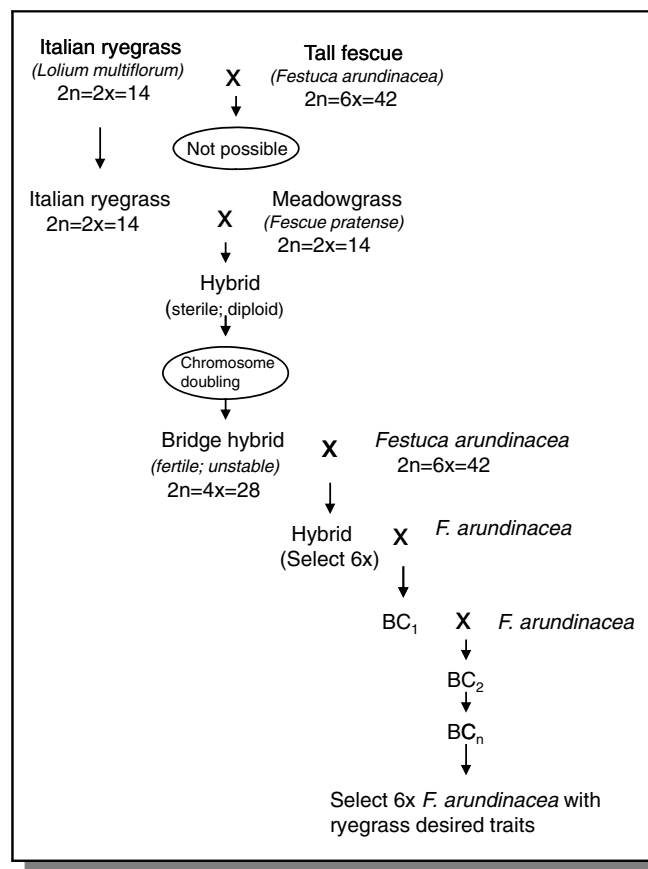 Italian ryegrass X Tall fescue
(Lolium multiflorum) (Festuca arundinacea)
2n=2x=14 2n=6x=42
Not possible
Italian ryegrass X Meadowgrass
2n=2x=14 (Fescue pratense)
2n=2x=14
Hybrid
(sterile; diploid)
Chromosome
doubling
Bridge hybrid X Festuca arundinacea
(fertile; unstable) 2n=6x=42
2n=4x=28
Hybrid X F. arundinacea
(Select 6x)
BC1 X F. arundinacea
BC2
BCn
Select 6x F. arundinacea with
ryegrass desired traits